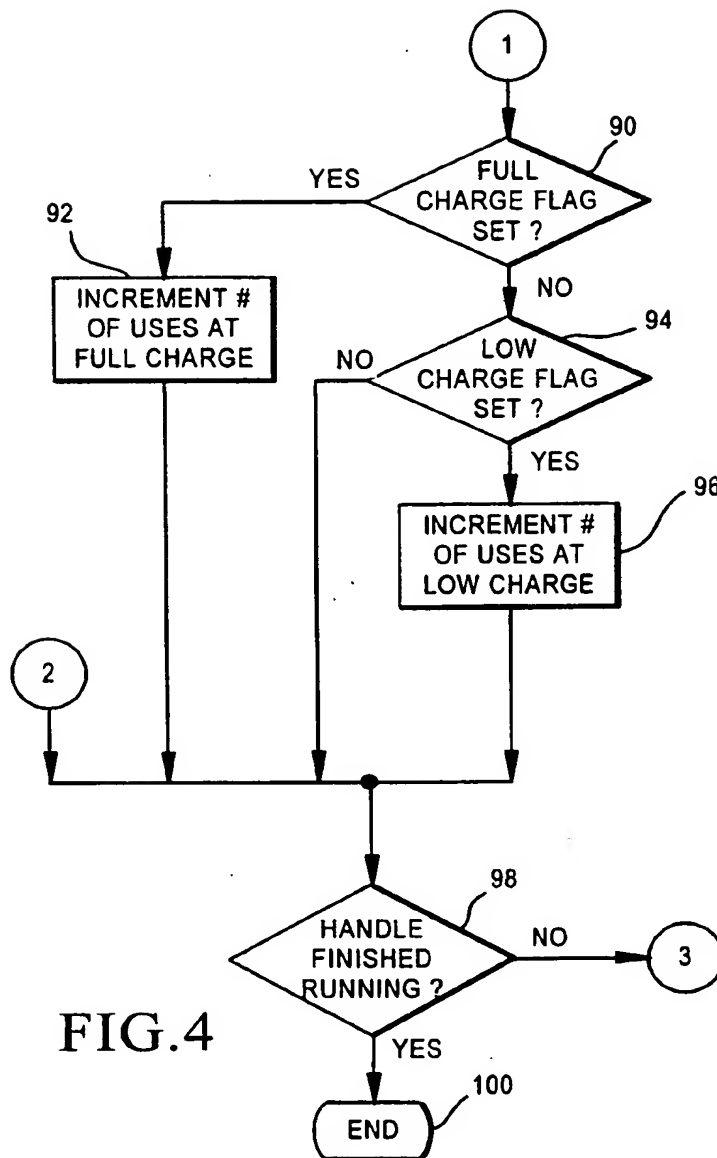 1
90
FULL
CHARGE FLAG
SET ?
YES
92
INCREMENT #
OF USES AT
FULL CHARGE
NO
94
LOW
CHARGE FLAG
SET ?
NO
YES
96
INCREMENT #
OF USES AT
LOW CHARGE
2
98
HANDLE
FINISHED
RUNNING ?
NO
3
FIG.4
YES
100
END